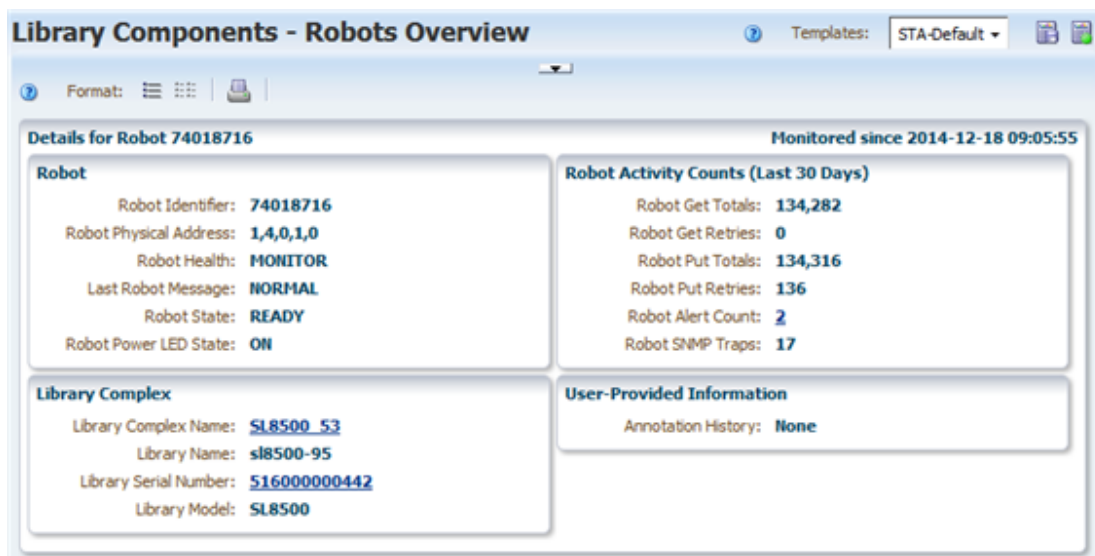 Library Components - Robots Overview
Templates: STA-Default
Format:
Details for Robot 74018716 Monitored since 2014-12-18 09:05:55
Robot
Robot Identifier: 74018716
Robot Physical Address: 1,4,0,1,0
Robot Health: MONITOR
Last Robot Message: NORMAL
Robot State: READY
Robot Power LED State: ON
Robot Activity Counts (Last 30 Days)
Robot Get Totals: 134,282
Robot Get Retries: 0
Robot Put Totals: 134,316
Robot Put Retries: 136
Robot Alert Count: 2
Robot SNMP Traps: 17
Library Complex
Library Complex Name: SL8500_53
Library Name: sl8500-95
Library Serial Number: 516000000442
Library Model: SL8500
User-Provided Information
Annotation History: None